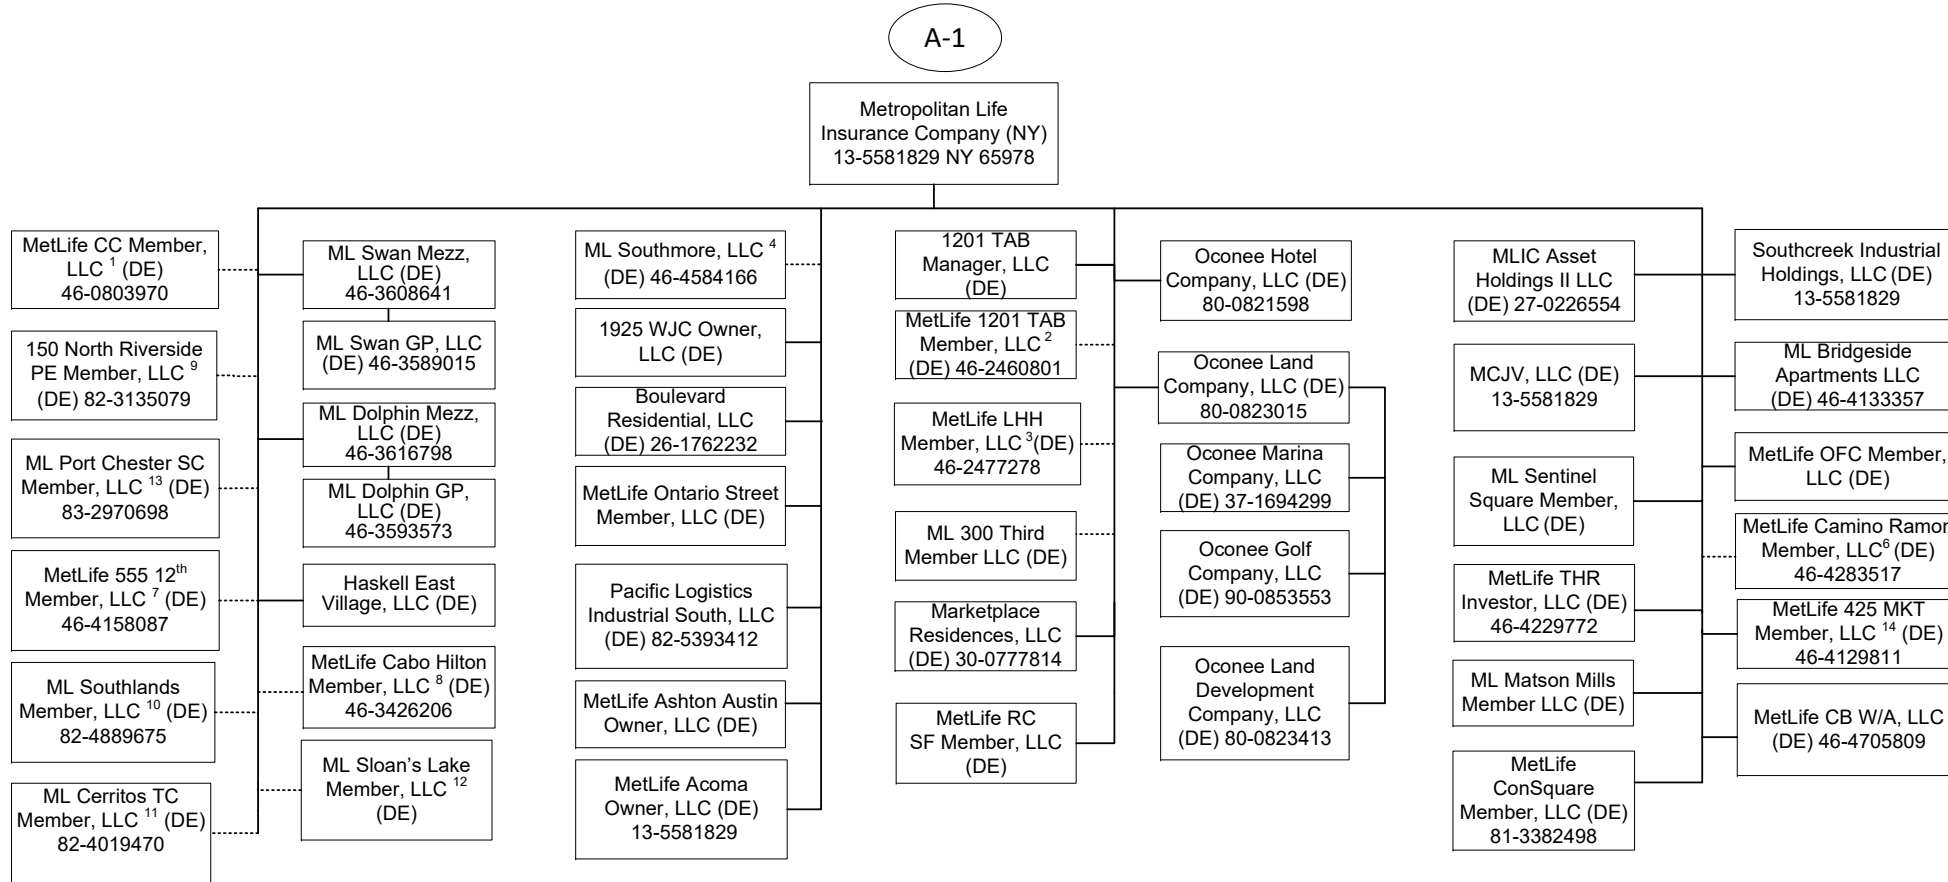 A-1
Metropolitan Life
Insurance Company (NY)
13-5581829 NY 65978
MetLife CC Member,
LLC 1 (DE)
46-0803970
150 North Riverside
PE Member, LLC 9
(DE) 82-3135079
ML Port Chester SC
Member, LLC 13 (DE)
83-2970698
MetLife 555 12th
Member, LLC 7 (DE)
46-4158087
ML Southlands
Member, LLC 10 (DE)
82-4889675
ML Cerritos TC
Member, LLC 11 (DE)
82-4019470
ML Swan Mezz,
LLC (DE)
46-3608641
ML Swan GP, LLC
(DE) 46-3589015
ML Dolphin Mezz,
LLC (DE)
46-3616798
ML Dolphin GP,
LLC (DE)
46-3593573
Haskell East
Village, LLC (DE)
MetLife Cabo Hilton
Member, LLC 8 (DE)
46-3426206
ML Sloan's Lake
Member, LLC 12
(DE)
ML Southmore, LLC 4
(DE) 46-4584166
1925 WJC Owner,
LLC (DE)
Boulevard
Residential, LLC
(DE) 26-1762232
MetLife Ontario Street
Member, LLC (DE)
Pacific Logistics
Industrial South, LLC
(DE) 82-5393412
MetLife Ashton Austin
Owner, LLC (DE)
MetLife Acoma
Owner, LLC (DE)
13-5581829
1201 TAB
Manager, LLC
(DE)
MetLife 1201 TAB
Member, LLC 2
(DE) 46-2460801
MetLife LHH
Member, LLC 3 (DE)
46-2477278
ML 300 Third
Member LLC (DE)
Marketplace
Residences, LLC
(DE) 30-0777814
MetLife RC
SF Member, LLC
(DE)
Oconee Hotel
Company, LLC (DE)
80-0821598
Oconee Land
Company, LLC (DE)
80-0823015
Oconee Marina
Company, LLC
(DE) 37-1694299
Oconee Golf
Company, LLC
(DE) 90-0853553
Oconee Land
Development
Company, LLC
(DE) 80-0823413
MLIC Asset
Holdings II LLC
(DE) 27-0226554
MCJV, LLC (DE)
13-5581829
ML Sentinel
Square Member,
LLC (DE)
MetLife THR
Investor, LLC (DE)
46-4229772
ML Matson Mills
Member LLC (DE)
MetLife
ConSquare
Member, LLC (DE)
81-3382498
Southcreek Industrial
Holdings, LLC (DE)
13-5581829
ML Bridgeside
Apartments LLC
(DE) 46-4133357
MetLife OFC Member,
LLC (DE)
MetLife Camino Ramon
Member, LLC6 (DE)
46-4283517
MetLife 425 MKT
Member, LLC 14 (DE)
46-4129811
MetLife CB W/A, LLC
(DE) 46-4705809